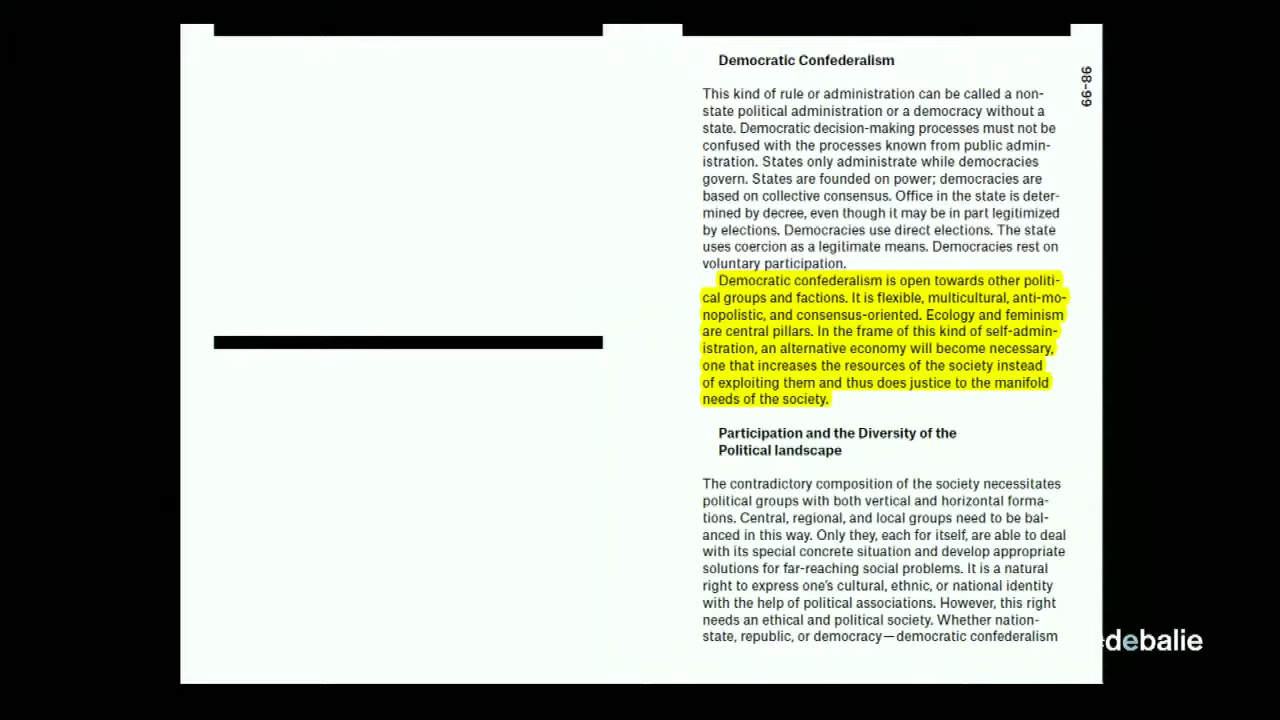 Democratic Confederalism
98-99
This kind of rule or administration can be called a non-
state political administration or a democracy without a
state. Democratic decision-making processes must not be
confused with the processes known from public admin-
istration. States only administrate while democracies
govern. States are founded on power; democracies are
based on collective consensus. Office in the state is deter-
mined by decree, even though it may be in part legitimized
by elections. Democracies use direct elections. The state
uses coercion as a legitimate means. Democracies rest on
voluntary participation.
Democratic confederalism is open towards other politi-
cal groups and factions. It is flexible, multicultural, anti-mo-
nopolistic, and consensus-oriented. Ecology and feminism
are central pillars. In the frame of this kind of self-admin-
istration, an alternative economy will become necessary,
one that increases the resources of the society instead
of exploiting them and thus does justice to the manifold
needs of the society.
Participation and the Diversity of the
Political landscape
The contradictory composition of the society necessitates
political groups with both vertical and horizontal forma-
tions. Central, regional, and local groups need to be bal-
anced in this way. Only they, each for itself, are able to deal
with its special concrete situation and develop appropriate
solutions for far-reaching social problems. It is a natural
right to express one's cultural, ethnic, or national identity
with the help of political associations. However, this right
needs an ethical and political society. Whether nation-
state, republic, or democracy—democratic confederalism
debalie